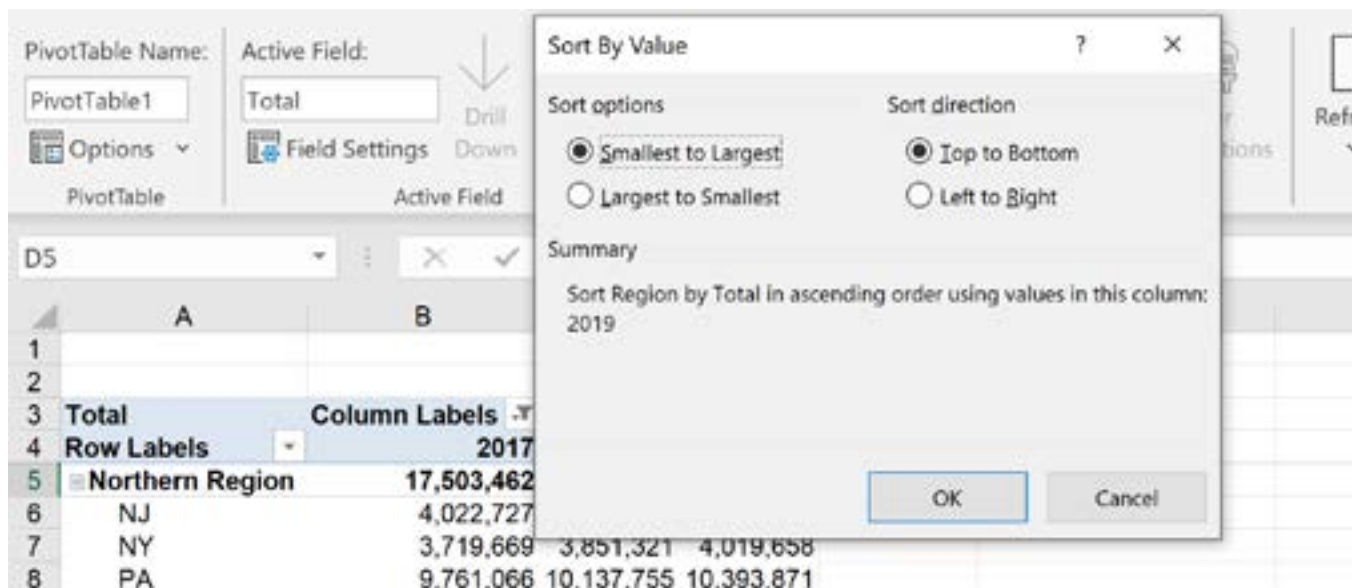 PivotTable Name:
Active Field:
PivotTable1
Total
Drill
Down
Options
Field Settings
PivotTable
Active Field
Sort By Value
?
Sort options
Sort direction
Smallest to Largest
Top to Bottom
Largest to Smallest
Left to Right
Summary
Sort Region by Total in ascending order using values in this column:
2019
OK
Cancel
D5
A B
1
2
3 Total Column Labels
4 Row Labels 2017
5 Northern Region 17,503,462
6 NJ 4,022,727
7 NY 3,719,669 3,851,321 4,019,658
8 PA 9,761,066 10,137,755 10,393,871